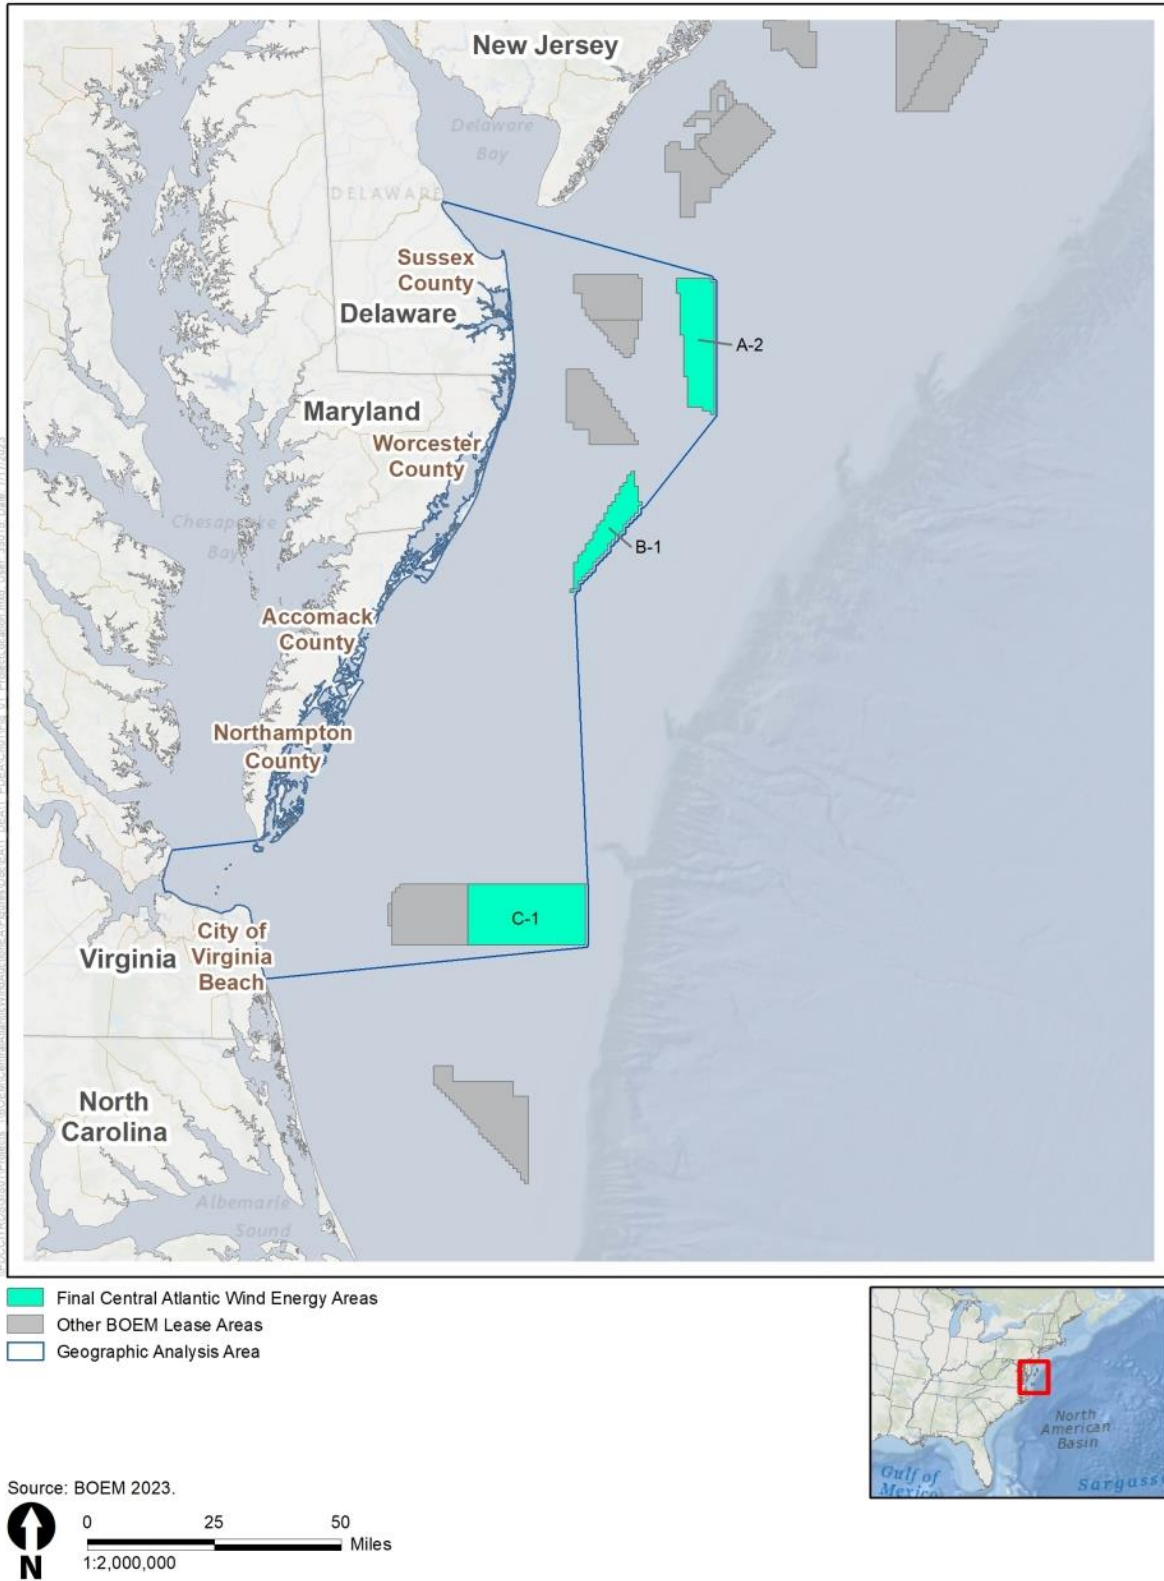 New Jersey
Delaware
Bay
DELAWARE
Sussex
County
Delaware
A-2
Maryland
Worcester
County
Chesapeake
Bay
B-1
Accomack
County
Northampton
County
C-1
City of
Virginia
Beach
Virginia
North
Carolina
Albemarle
Sound
Final Central Atlantic Wind Energy Areas
Other BOEM Lease Areas
Geographic Analysis Area
North
American
Basin
Gulf of
Mexico
Sargass
Source: BOEM 2023.
N
0 25 50
Miles
1:2,000,000